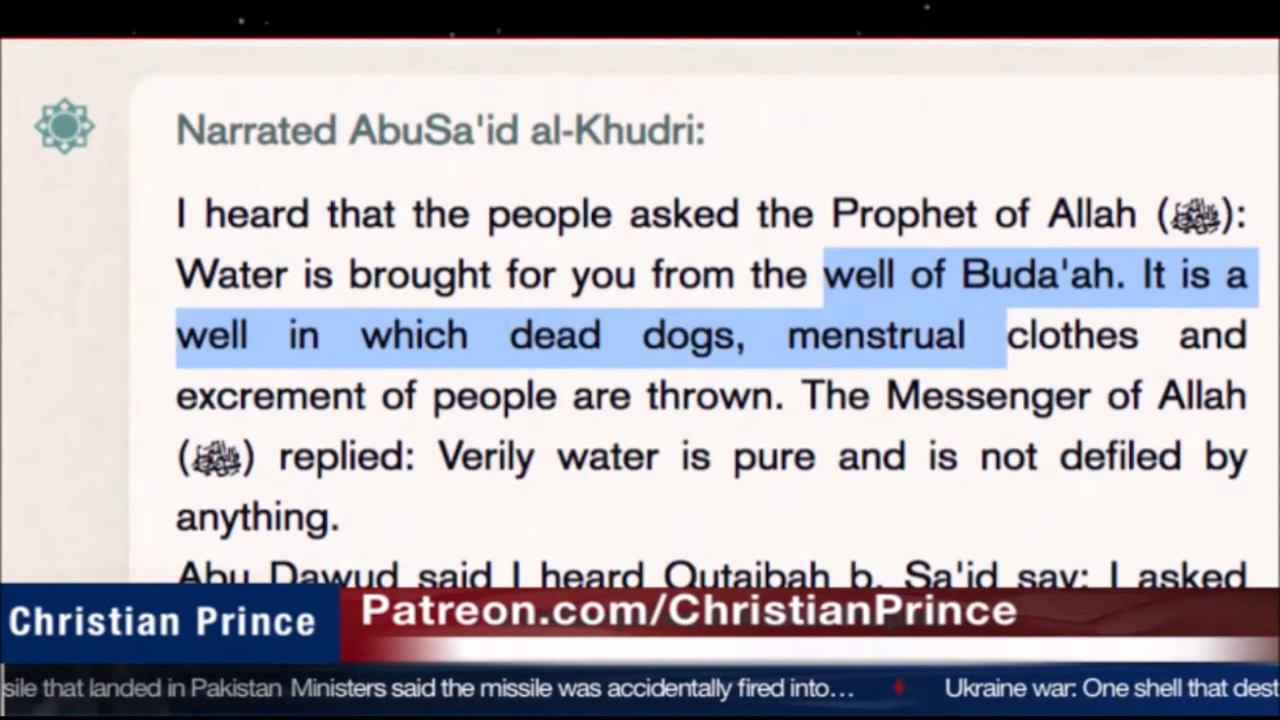 Narrated AbuSa'id al-Khudri:
I heard that the people asked the Prophet of Allah (ﷺ):
Water is brought for you from the well of Buda'ah. It is a
well in which dead dogs, menstrual clothes and
excrement of people are thrown. The Messenger of Allah
(ﷺ) replied: Verily water is pure and is not defiled by
anything.
Abu Dawud said I heard Qutaibah b. Sa'id say: I asked
Christian Prince
Patreon.com/ChristianPrince
sile that landed in Pakistan Ministers said the missile was accidentally fired into… Ukraine war: One shell that dest